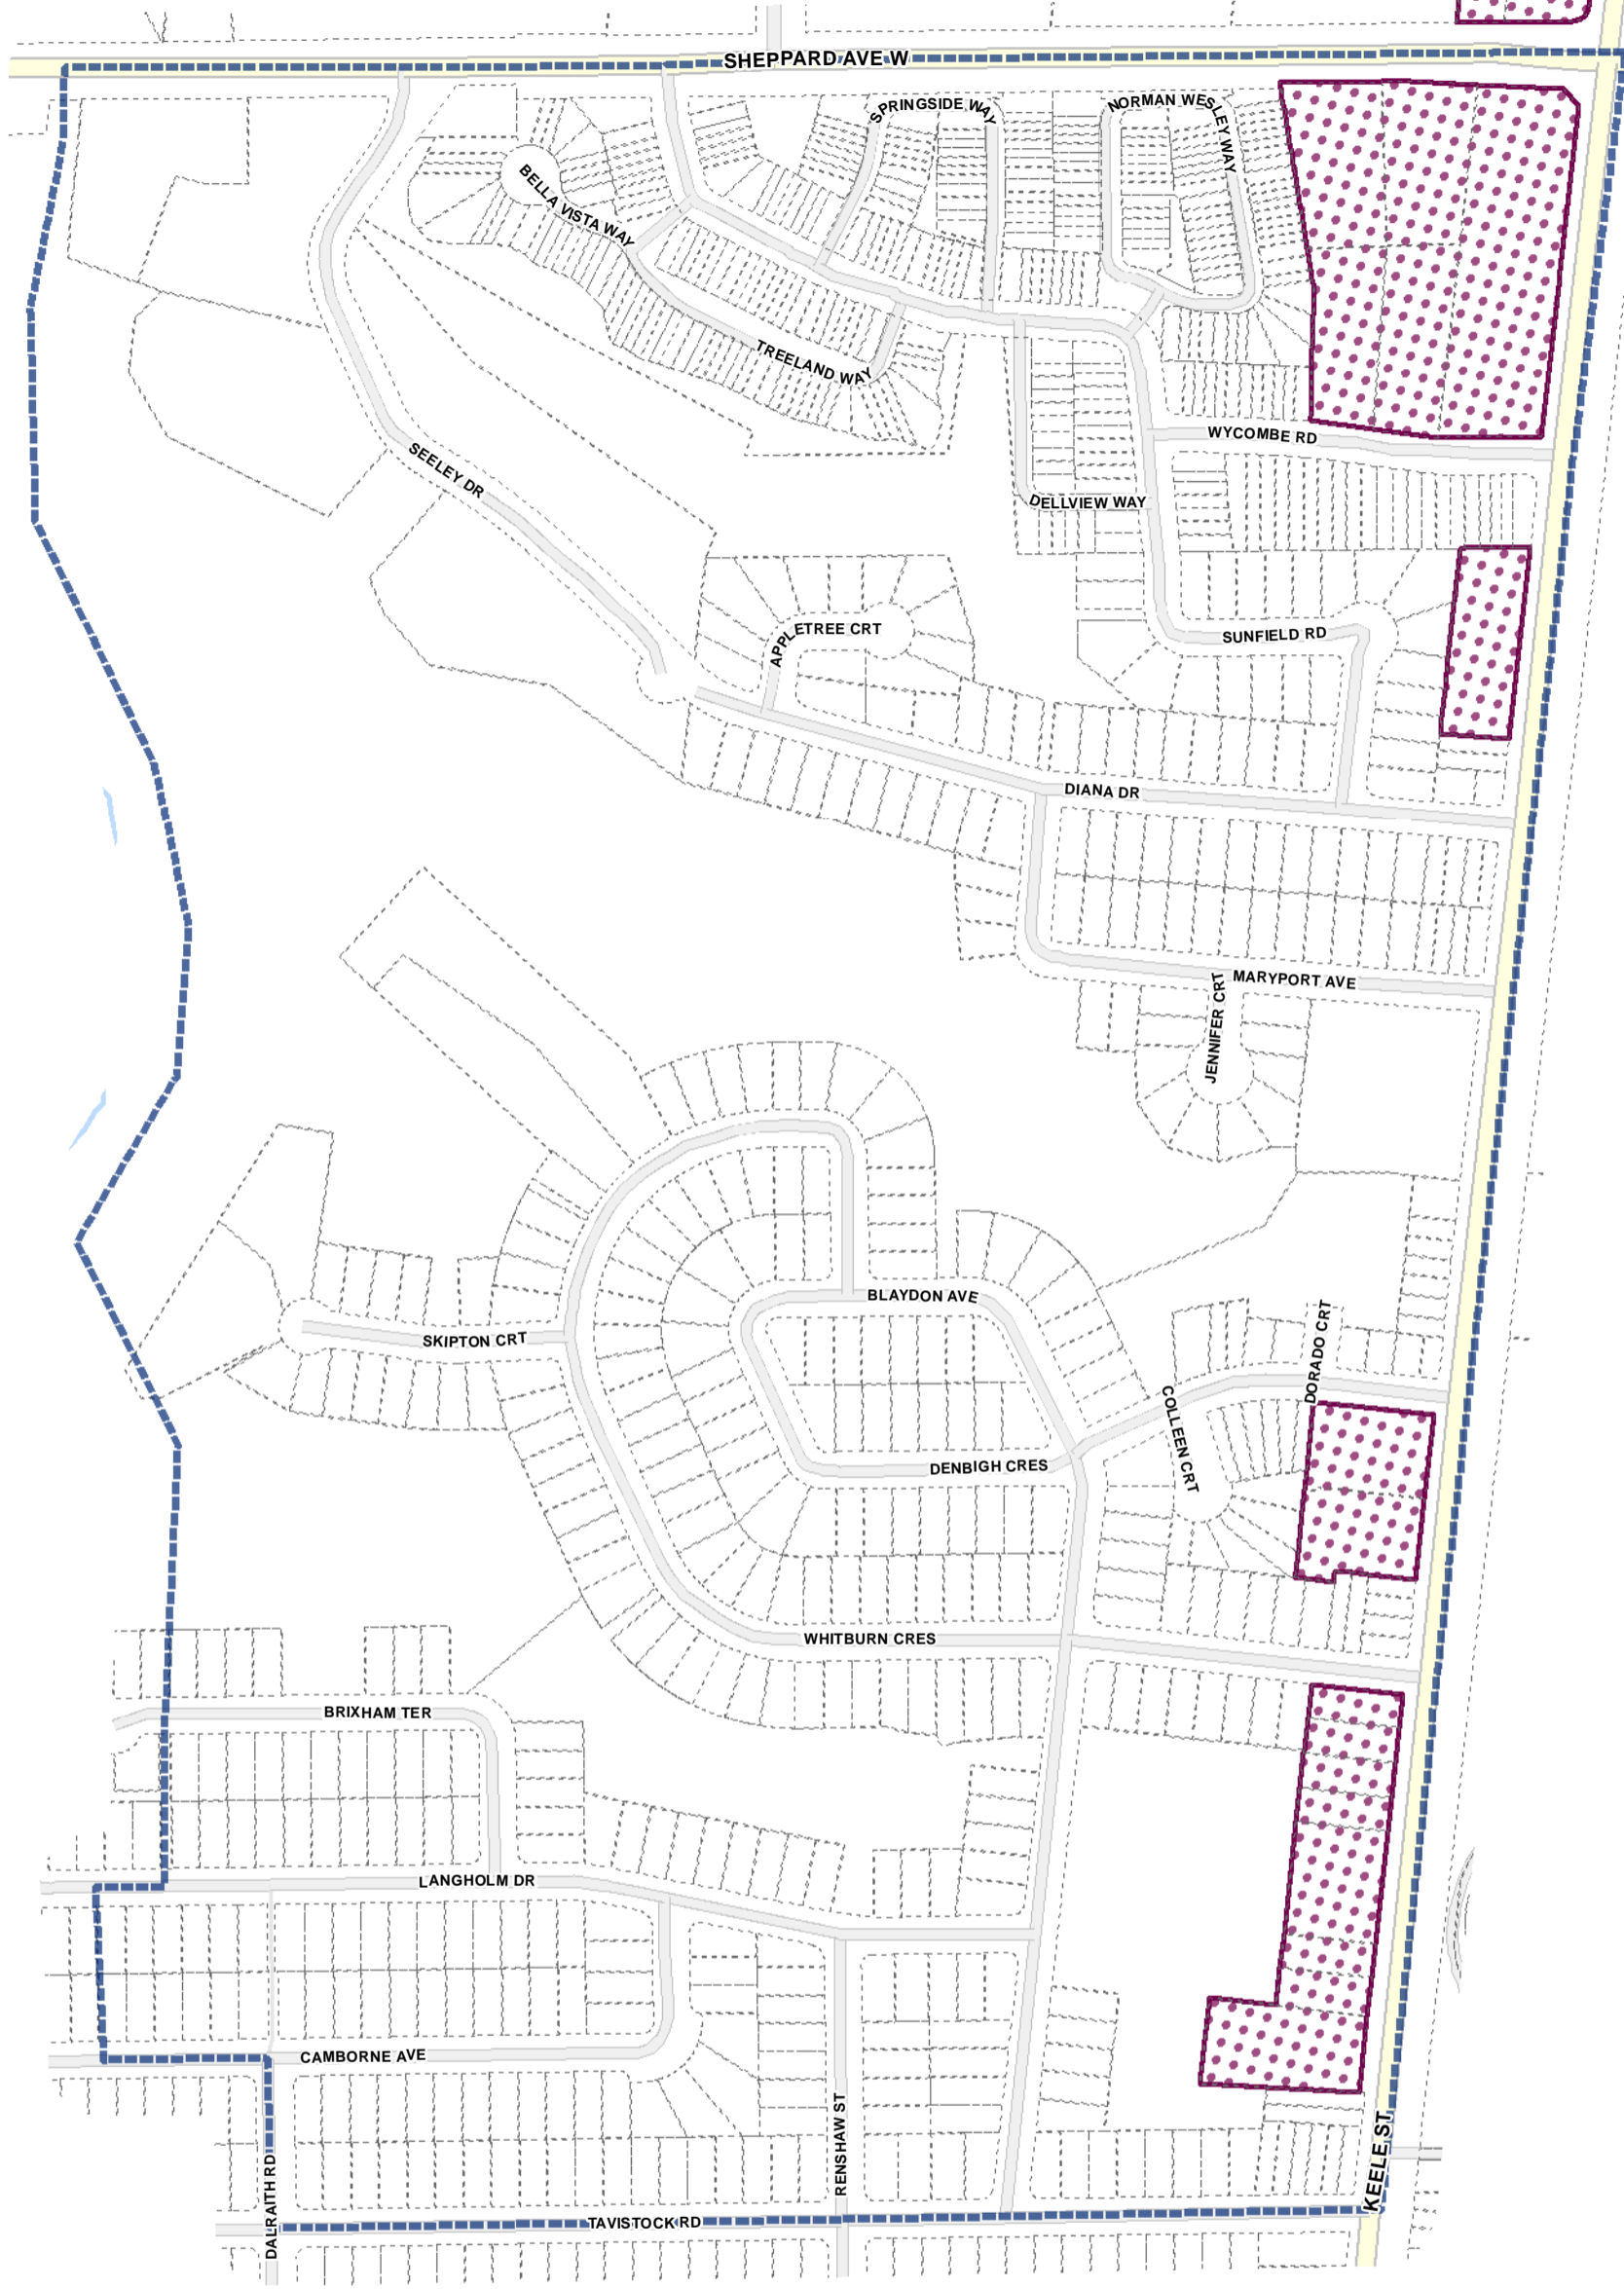 SHEPPARD AVE W
SPRINGSIDE WAY
NORMAN WESLEY WAY
BELLA VISTA WAY
TREELAND WAY
WYCOMBE RD
SEELEY DR
DELLVIEW WAY
APPLETREE CRT
SUNFIELD RD
DIANA DR
MARYPORT AVE
JENNIFER CRT
BLAYDON AVE
SKIPTON CRT
DORADO CRT
COLLEEN CRT
DENBIGH CRES
WHITBURN CRES
BRIXHAM TER
LANGHOLM DR
CAMBORNE AVE
RENSHAW ST
KEELE ST
DALRAITH RD
TAVISTOCK RD